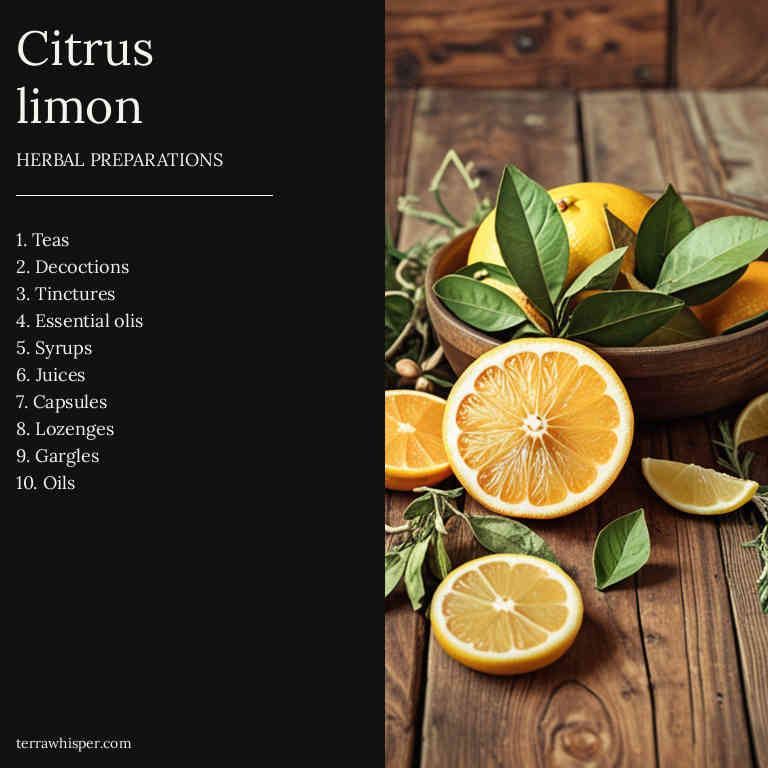 Citrus
limon
HERBAL PREPARATIONS
1. Teas
2. Decoctions
3. Tinctures
4. Essential olis
5. Syrups
6. Juices
7. Capsules
8. Lozenges
9. Gargles
10. Oils
terrawhisper.com